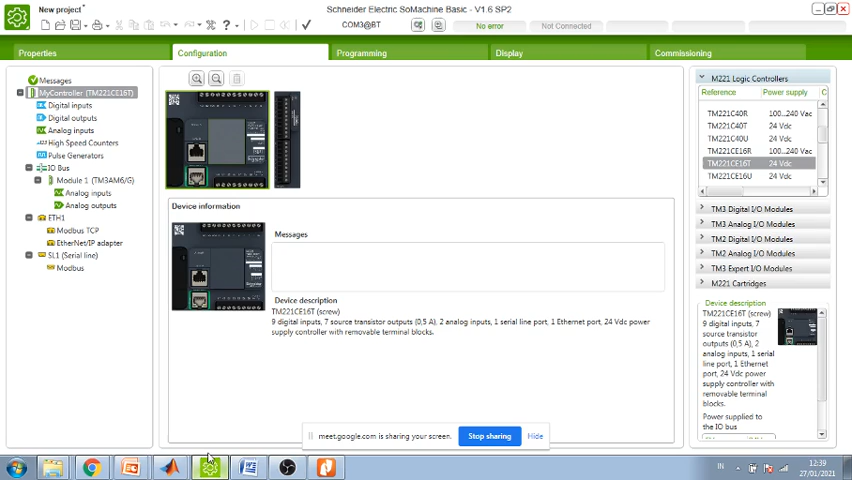 New project*
Schneider Electric SoMachine Basic - V1.6 SP2
COM3@BT
No error
Not Connected
Properties
Configuration
Programming
Display
Commissioning
Messages
MyController (TM221CE16T)
Digital inputs
Digital outputs
Analog inputs
High Speed Counters
Pulse Generators
IO Bus
Module 1 (TM3AM6/G)
Analog inputs
Analog outputs
ETH1
Modbus TCP
EtherNet/IP adapter
SL1 (Serial line)
Modbus
Device information
Messages
Device description
TM221CE16T (screw)
9 digital inputs, 7 source transistor outputs (0,5 A), 2 analog inputs, 1 serial line port, 1 Ethernet port, 24 Vdc power
supply controller with removable terminal blocks.
M221 Logic Controllers
Reference Power supply C
TM221C40R 100...240 Vac
TM221C40T 24 Vdc
TM221C40U 24 Vdc
TM221CE16R 100...240 Vac
TM221CE16T 24 Vdc
TM221CE16U 24 Vdc
TM3 Digital I/O Modules
TM3 Analog I/O Modules
TM2 Digital I/O Modules
TM2 Analog I/O Modules
TM3 Expert I/O Modules
M221 Cartridges
Device description
TM221CE16T (screw)
9 digital inputs, 7
source transistor
outputs (0,5 A), 2
analog inputs, 1 serial
line port, 1 Ethernet
port, 24 Vdc power
supply controller with
removable terminal
blocks.
Power supplied to
the IO bus
meet.google.com is sharing your screen.
Stop sharing
Hide
IN
12:39
27/01/2021